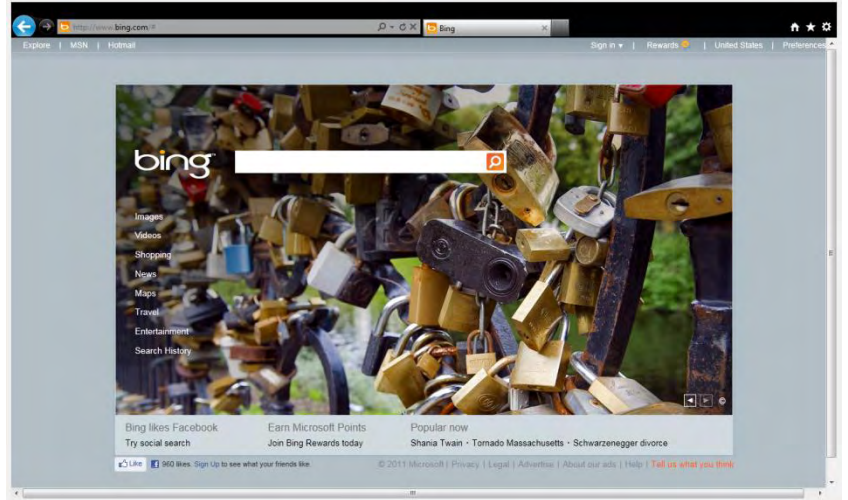 http://www.bing.com/
Bing
Explore | MSN | Hotmail
Sign in | Rewards | United States | Preferences
bing
Images
Videos
Shopping
News
Maps
Travel
Entertainment
Search History
©
Bing likes Facebook Earn Microsoft Points Popular now
Try social search Join Bing Rewards today Shania Twain · Tornado Massachusetts · Schwarzenegger divorce
Like 960 likes. Sign Up to see what your friends like. © 2011 Microsoft | Privacy | Legal | Advertise | About our ads | Help | Tell us what you think